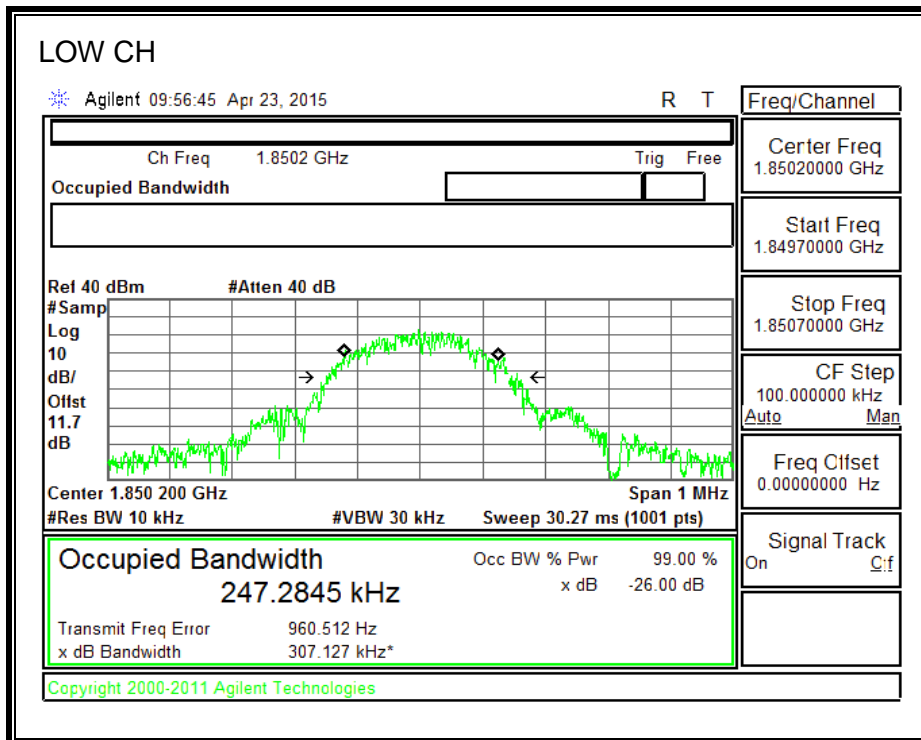 LOW CH
Agilent 09:56:45 Apr 23, 2015 R T
Freq/Channel
Ch Freq 1.8502 GHz Trig Free
Occupied Bandwidth
Center Freq
1.85020000 GHz
Start Freq
1.84970000 GHz
Stop Freq
1.85070000 GHz
CF Step
100.000000 kHz
Auto Man
Freq Offset
0.00000000 Hz
Signal Track
On Off
Ref 40 dBm #Atten 40 dB
#Samp
Log
10
dB/
Offst
11.7
dB
Center 1.850 200 GHz Span 1 MHz
#Res BW 10 kHz #VBW 30 kHz Sweep 30.27 ms (1001 pts)
Occupied Bandwidth Occ BW % Pwr 99.00 %
247.2845 kHz x dB -26.00 dB
Transmit Freq Error 960.512 Hz
x dB Bandwidth 307.127 kHz*
Copyright 2000-2011 Agilent Technologies